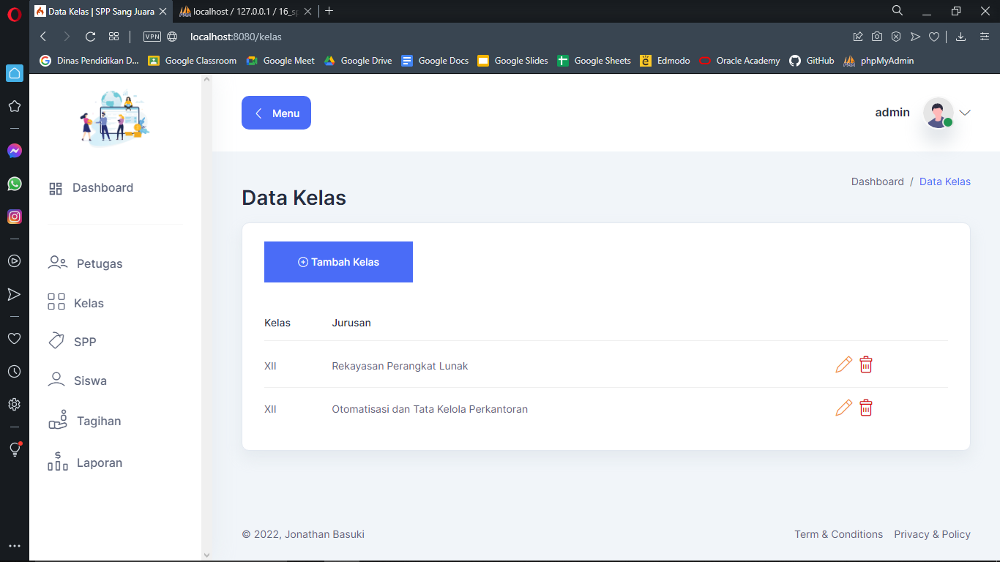 Data Kelas | SPP Sang Juara
localhost / 127.0.0.1 / 16_sp
VPN
localhost:8080/kelas
Dinas Pendidikan D...
Google Classroom
Google Meet
Google Drive
Google Docs
Google Slides
Google Sheets
Edmodo
Oracle Academy
GitHub
phpMyAdmin
Menu
admin
Dashboard
Petugas
Kelas
SPP
Siswa
Tagihan
Laporan
Dashboard / Data Kelas
Data Kelas
Tambah Kelas
Kelas Jurusan
XII Rekayasan Perangkat Lunak
XII Otomatisasi dan Tata Kelola Perkantoran
© 2022, Jonathan Basuki
Term & Conditions Privacy & Policy